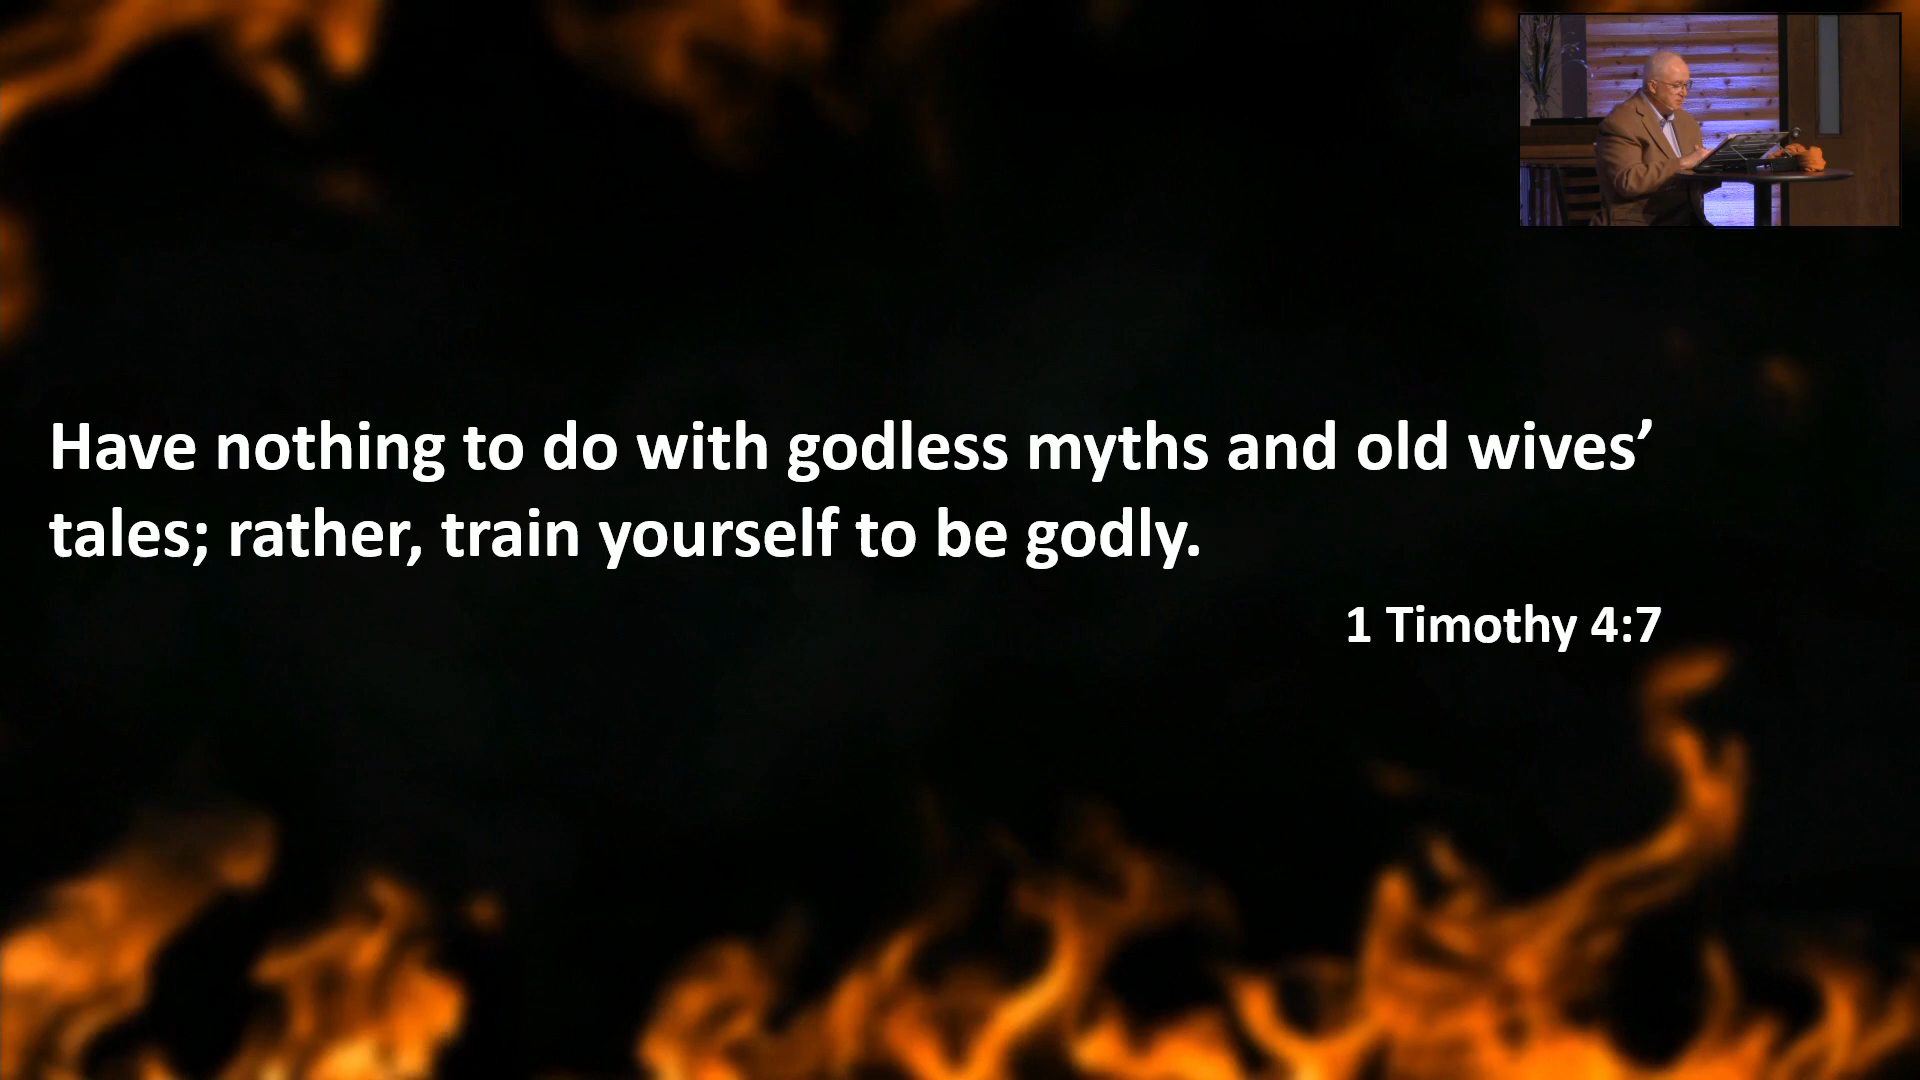 Have nothing to do with godless myths and old wives’
tales; rather, train yourself to be godly.
1 Timothy 4:7